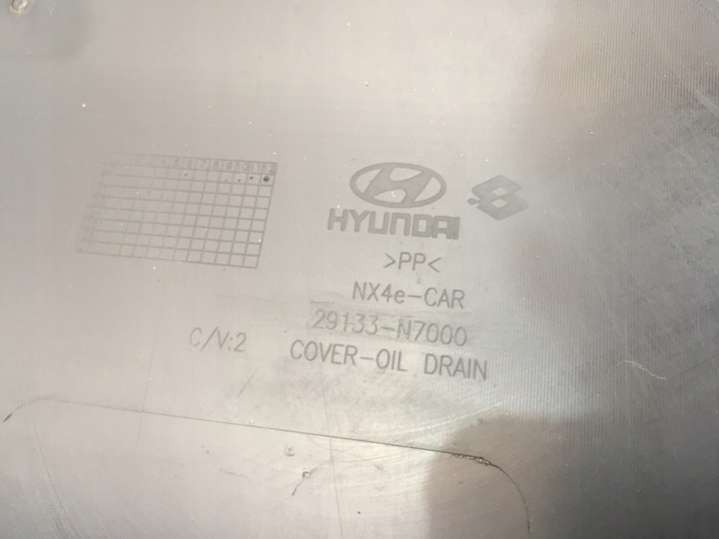 HYUNDAI
>PP<
NX4e-CAR
29133-N7000
C/V:2 COVER-OIL DRAIN